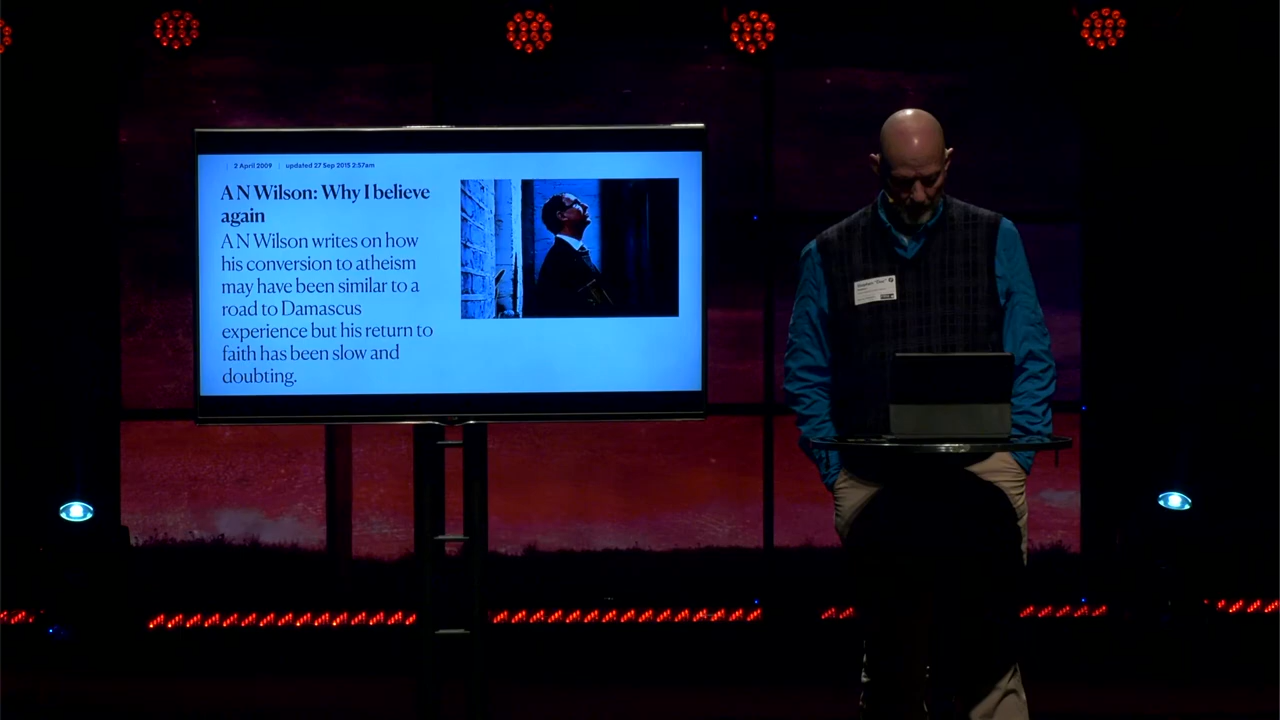 2 April 2009 | updated 27 Sep 2015 2:57am
A N Wilson: Why I believe
again
A N Wilson writes on how
his conversion to atheism
may have been similar to a
road to Damascus
experience but his return to
faith has been slow and
doubting.